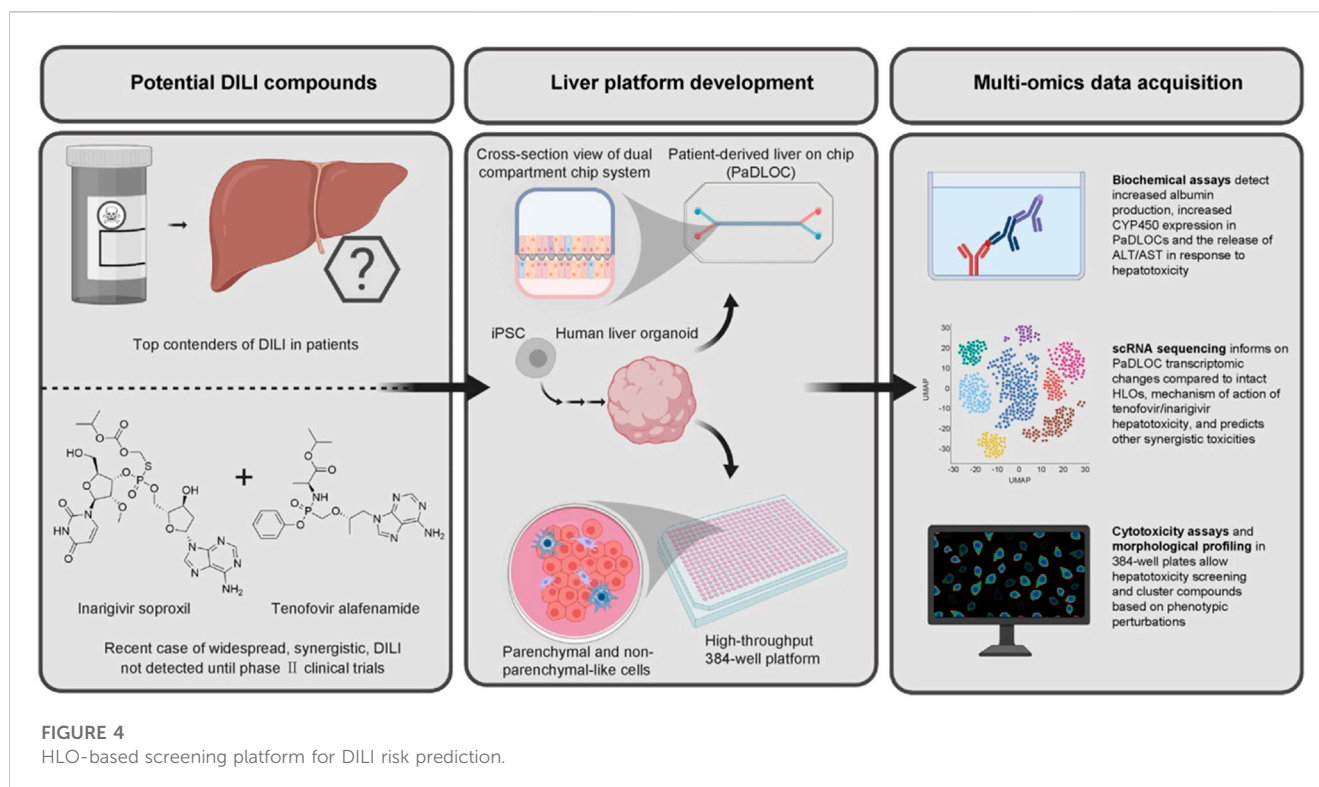 Potential DILI compounds
Top contenders of DILI in patients
HO
O
O
O
S
O
P
O
O
O
OH
O
O
N
HN
O
O
N
N
N
N
NH₂
+
O
O
NH
P
O
O
O
N
N
N
N
NH₂
Inarigivir soproxil
Tenofovir alafenamide
Recent case of widespread, synergistic, DILI
not detected until phase Ⅱ clinical trials
Liver platform development
Cross-section view of dual
compartment chip system
Patient-derived liver on chip
(PaDLOC)
iPSC
Human liver organoid
Parenchymal and non-
parenchymal-like cells
High-throughput
384-well platform
Multi-omics data acquisition
Biochemical assays detect
increased albumin
production, increased
CYP450 expression in
PaDLOCs and the release of
ALT/AST in response to
hepatotoxicity
30
20
10
0
-10
-20
-30
UMAP
-30 -20 -10 0 10 20 30
UMAP
scRNA sequencing informs on
PaDLOC transcriptomic
changes compared to intact
HLOs, mechanism of action of
tenofovir/inarigivir
hepatotoxicity, and predicts
other synergistic toxicities
Cytotoxicity assays and
morphological profiling in
384-well plates allow
hepatotoxicity screening
and cluster compounds
based on phenotypic
perturbations
FIGURE 4
HLO-based screening platform for DILI risk prediction.